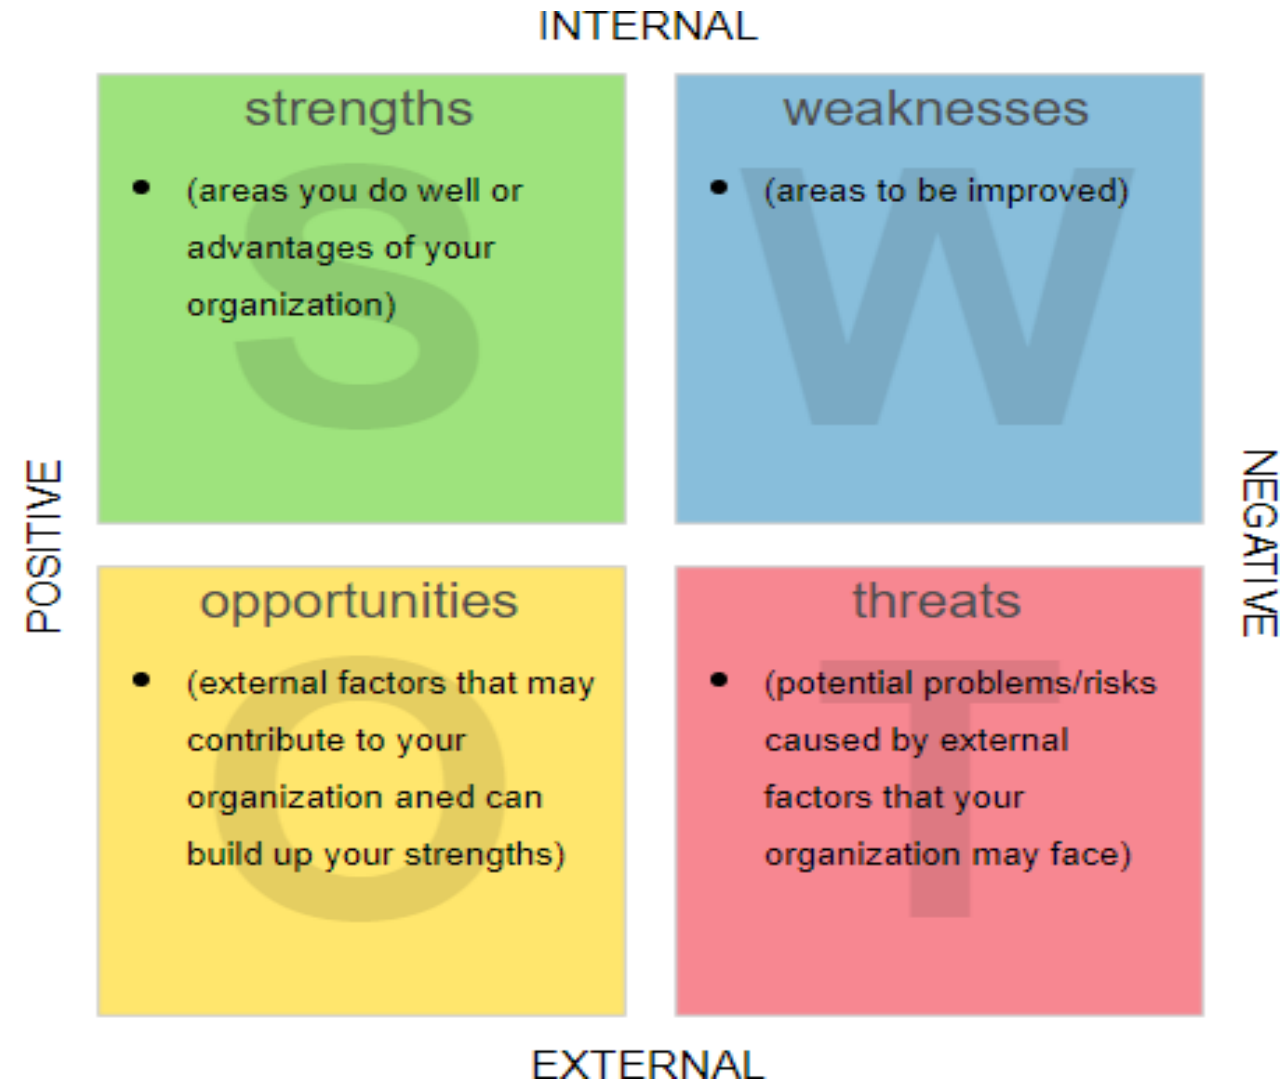 INTERNAL
strengths
• (areas you do well or
advantages of your
organization)
weaknesses
• (areas to be improved)
POSITIVE
NEGATIVE
opportunities
• (external factors that may
contribute to your
organization aned can
build up your strengths)
threats
• (potential problems/risks
caused by external
factors that your
organization may face)
EXTERNAL
S
W
O
T